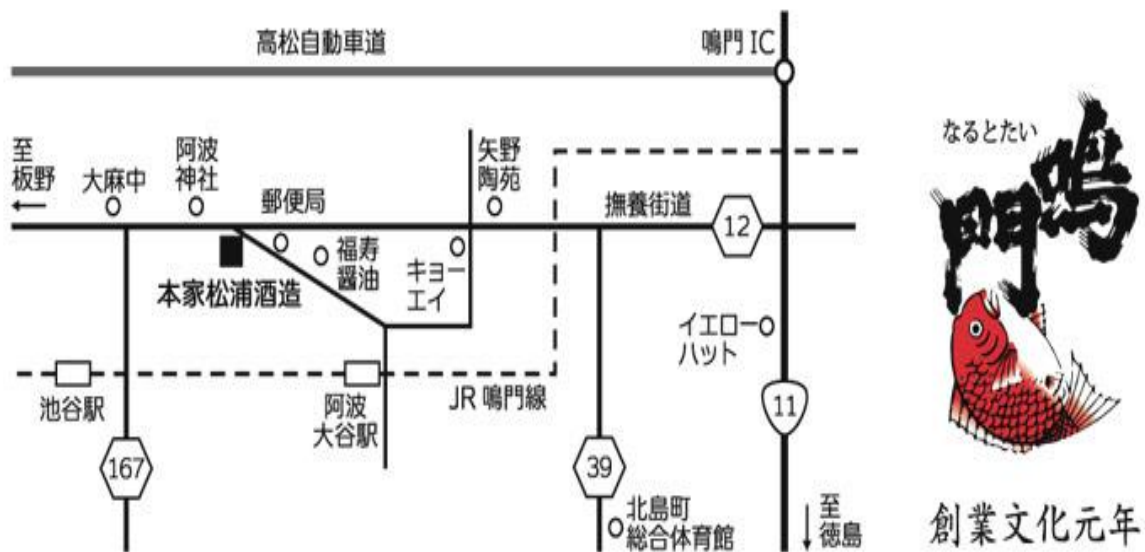 高松自動車道
鳴門 IC
至
板野
大麻中
阿波
神社
郵便局
矢野
陶苑
撫養街道
12
本家松浦酒造
福寿
醤油
キョー
エイ
イエロー
ハット
池谷駅
阿波
大谷駅
JR 鳴門線
11
167
39
北島町
総合体育館
至
徳島
なるとたい
鳴
門
創業文化元年